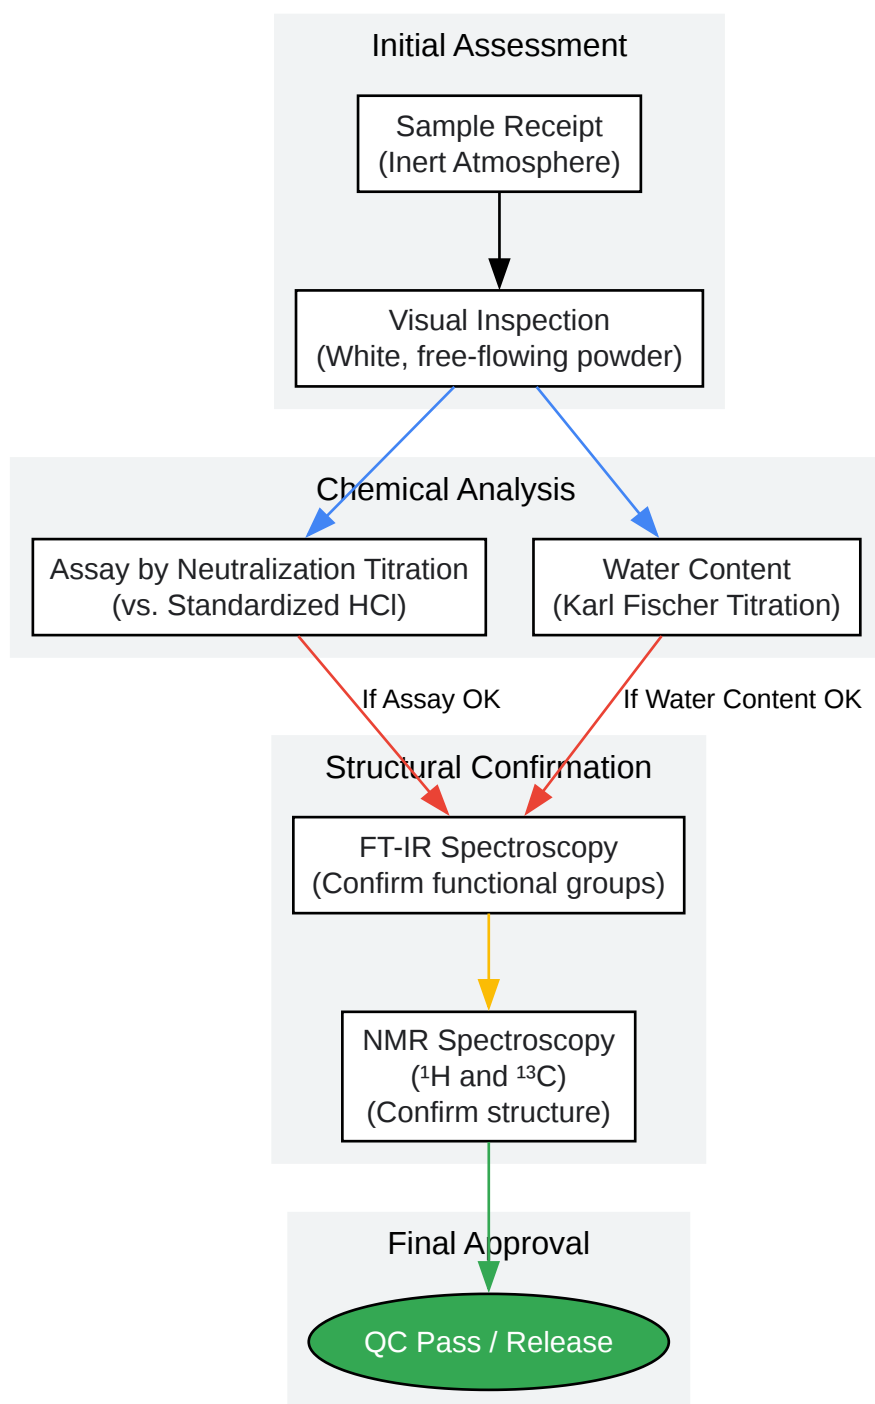 Initial Assessment
Sample Receipt
(Inert Atmosphere)
Visual Inspection
(White, free-flowing powder)
Chemical Analysis
Assay by Neutralization Titration
(vs. Standardized HCl)
Water Content
(Karl Fischer Titration)
If Assay OK
If Water Content OK
Structural Confirmation
FT-IR Spectroscopy
(Confirm functional groups)
NMR Spectroscopy
(¹H and ¹³C)
(Confirm structure)
Final Approval
QC Pass / Release